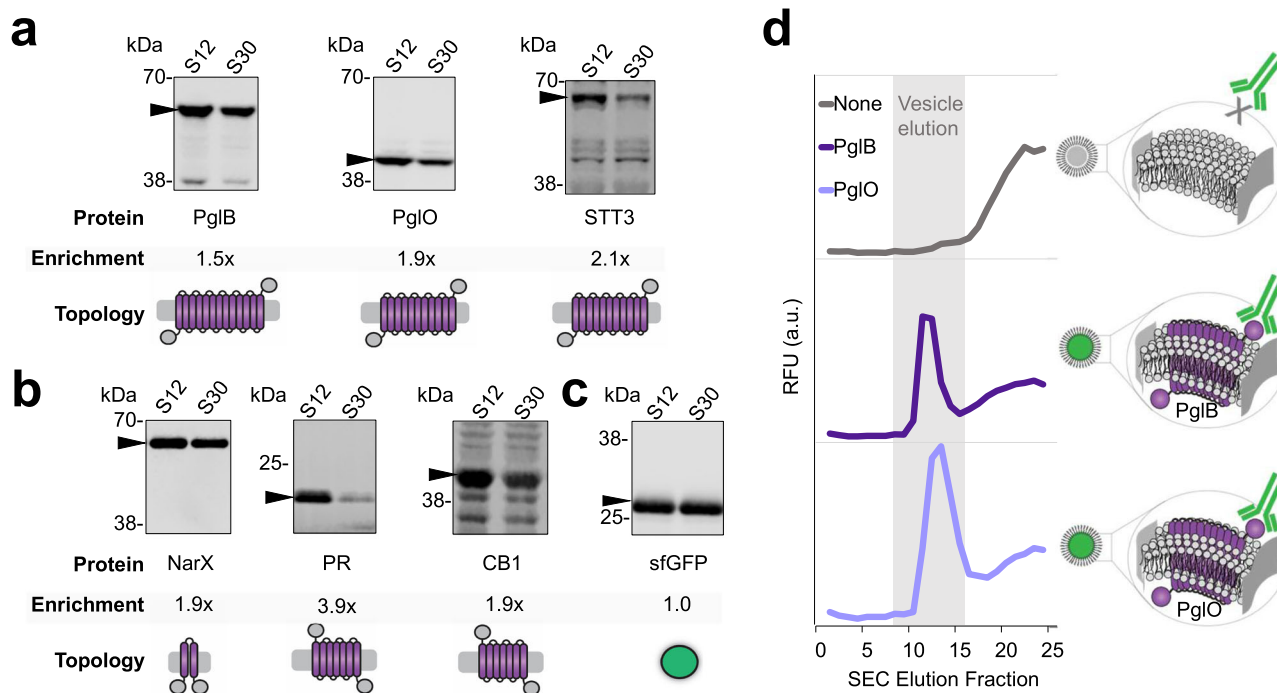 a
kDa S12 S30 kDa S12 S30 kDa S12 S30
70- 70- 70-
38- 38- 38-
Protein PglB PglO STT3
Enrichment 1.5x 1.9x 2.1x
Topology
b
kDa S12 S30 kDa S12 S30 kDa S12 S30
70- 25- 38-
38-
c
S12 S30
38-
25-
Protein NarX PR CB1 sfGFP
Enrichment 1.9x 3.9x 1.9x 1.0
Topology
d
None
PglB
PglO
Vesicle
elution
RFU (a.u.)
0 5 10 15 20 25
SEC Elution Fraction
X
PglB
PglO